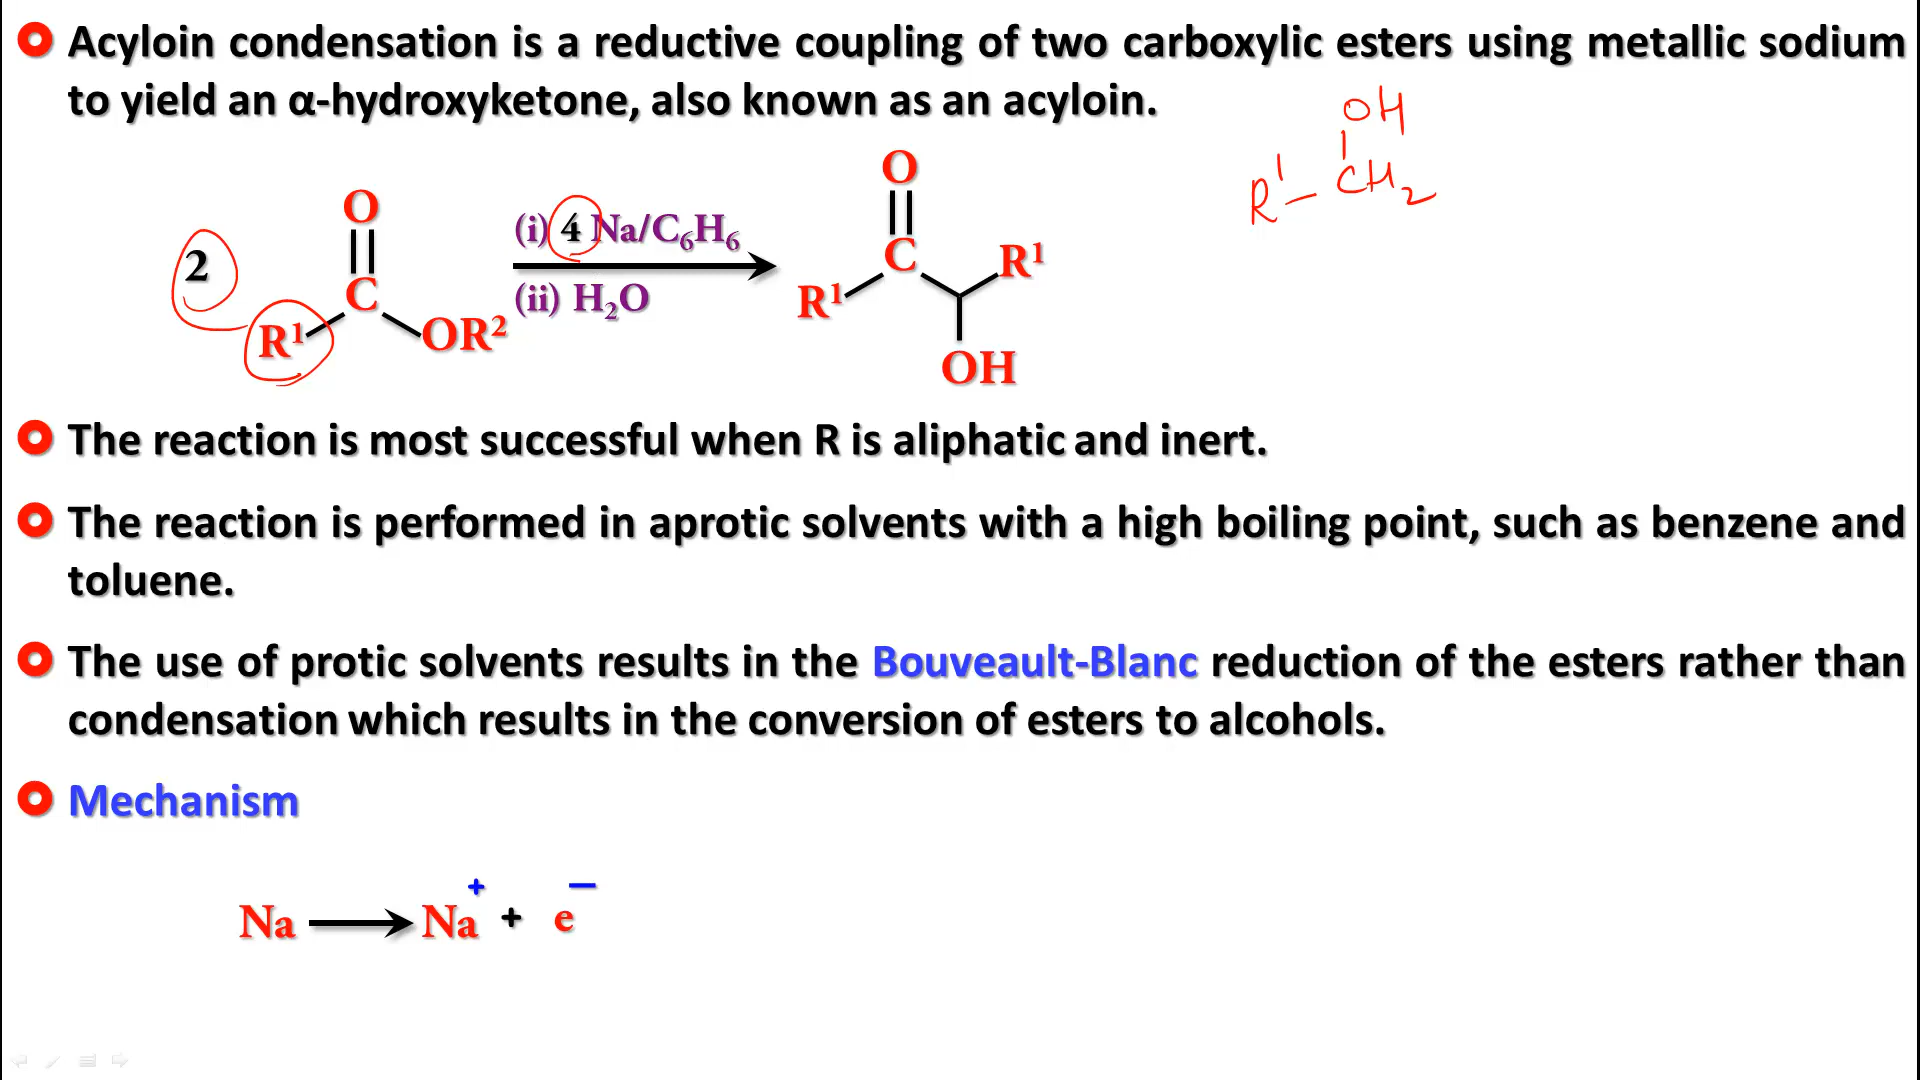 Acyloin condensation is a reductive coupling of two carboxylic esters using metallic sodium
to yield an α-hydroxyketone, also known as an acyloin.
OH
R¹–CH₂
2
O
C
R¹
OR²
(i) 4 Na/C₆H₆
(ii) H₂O
O
C
R¹
R¹
OH
The reaction is most successful when R is aliphatic and inert.
The reaction is performed in aprotic solvents with a high boiling point, such as benzene and
toluene.
The use of protic solvents results in the Bouveault-Blanc reduction of the esters rather than
condensation which results in the conversion of esters to alcohols.
Mechanism
Na ⟶ Na⁺ + e⁻